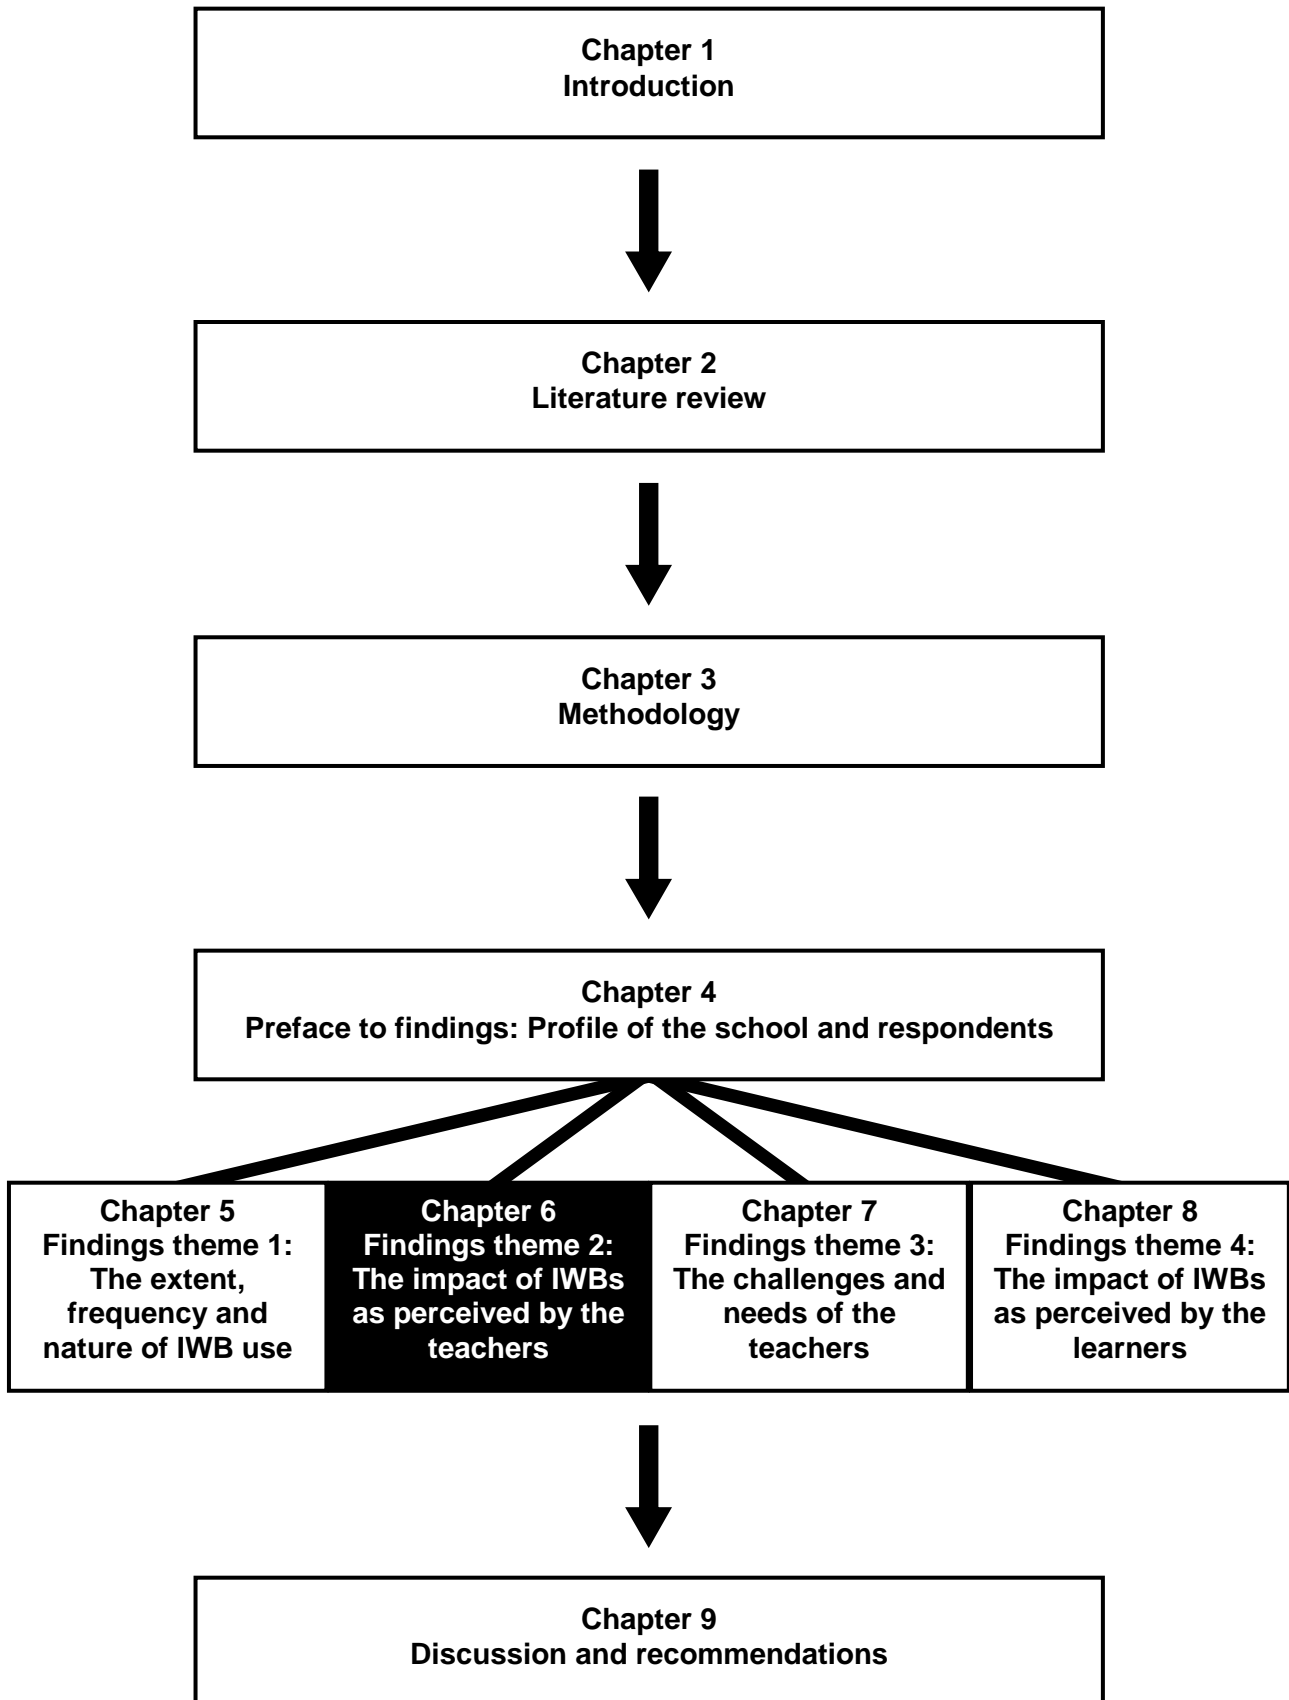 Chapter 1
Introduction
Chapter 2
Literature review
Chapter 3
Methodology
Chapter 4
Preface to findings: Profile of the school and respondents
Chapter 5
Findings theme 1:
The extent,
frequency and
nature of IWB use
Chapter 6
Findings theme 2:
The impact of IWBs
as perceived by the
teachers
Chapter 7
Findings theme 3:
The challenges and
needs of the
teachers
Chapter 8
Findings theme 4:
The impact of IWBs
as perceived by the
learners
Chapter 9
Discussion and recommendations